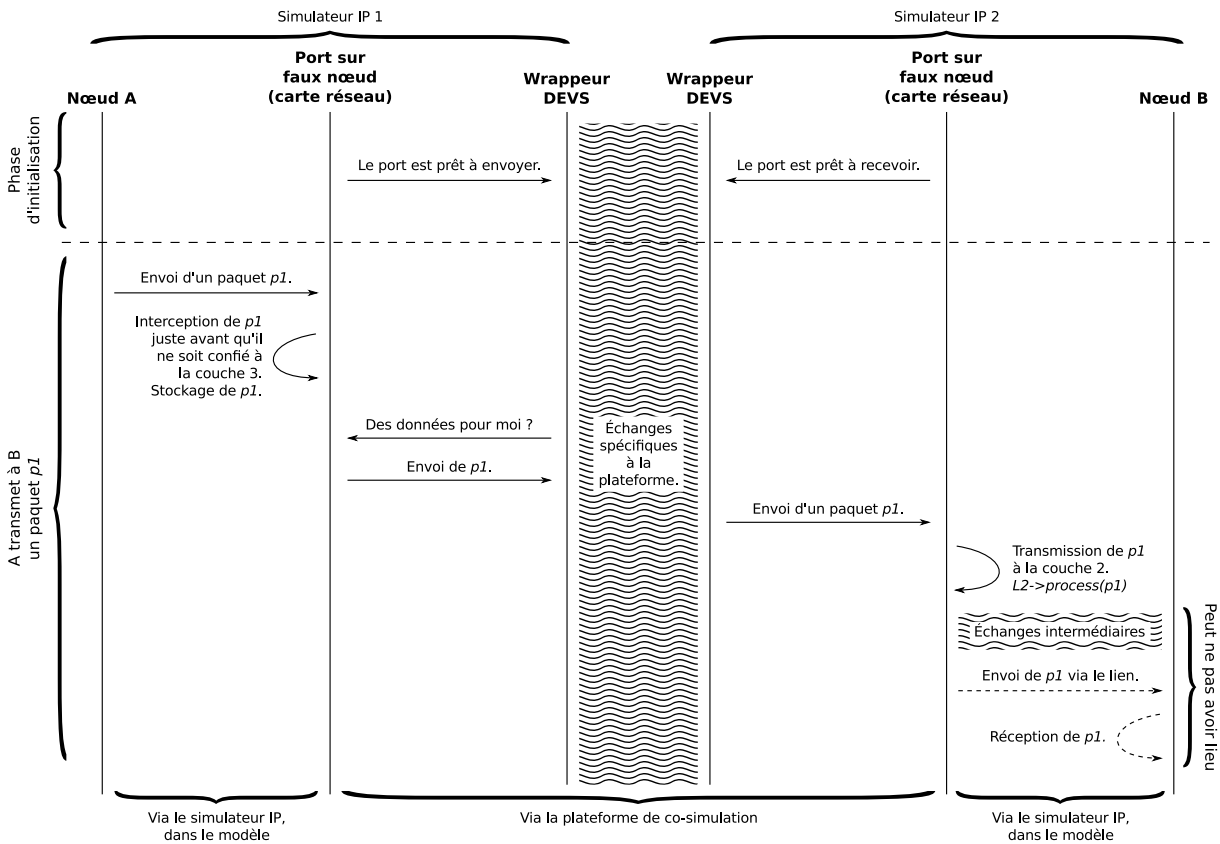 Simulateur IP 1
Simulateur IP 2
Nœud A
Port sur
faux nœud
(carte réseau)
Wrappeur
DEVS
Wrappeur
DEVS
Port sur
faux nœud
(carte réseau)
Nœud B
Phase
d'initialisation
Le port est prêt à envoyer.
Le port est prêt à recevoir.
A transmet à B
un paquet p1
Envoi d'un paquet p1.
Interception de p1
juste avant qu'il
ne soit confié à
la couche 3.
Stockage de p1.
Des données pour moi ?
Envoi de p1.
Échanges
spécifiques
à la
plateforme.
Envoi d'un paquet p1.
Transmission de p1
à la couche 2.
L2->process(p1)
Échanges intermédiaires
Envoi de p1 via le lien.
Réception de p1.
Peut ne pas avoir lieu
Via le simulateur IP,
dans le modèle
Via la plateforme de co-simulation
Via le simulateur IP,
dans le modèle